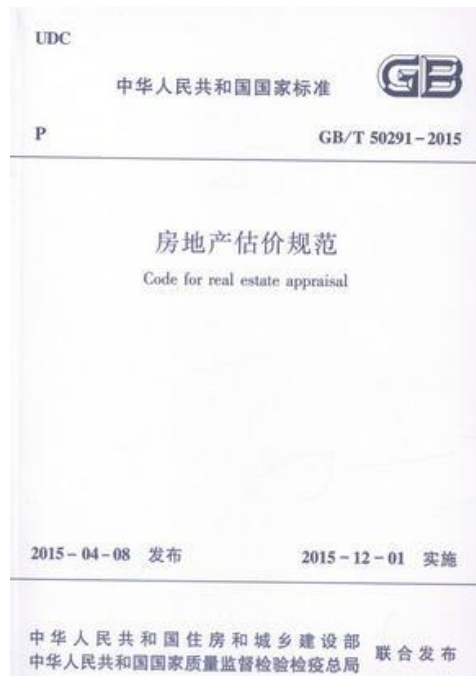 UDC
GB
中华人民共和国国家标准
P
GB/T 50291-2015
房地产估价规范
Code for real estate appraisal
2015-04-08 发布
2015-12-01 实施
中华人民共和国住房和城乡建设部
中华人民共和国国家质量监督检验检疫总局
联合发布